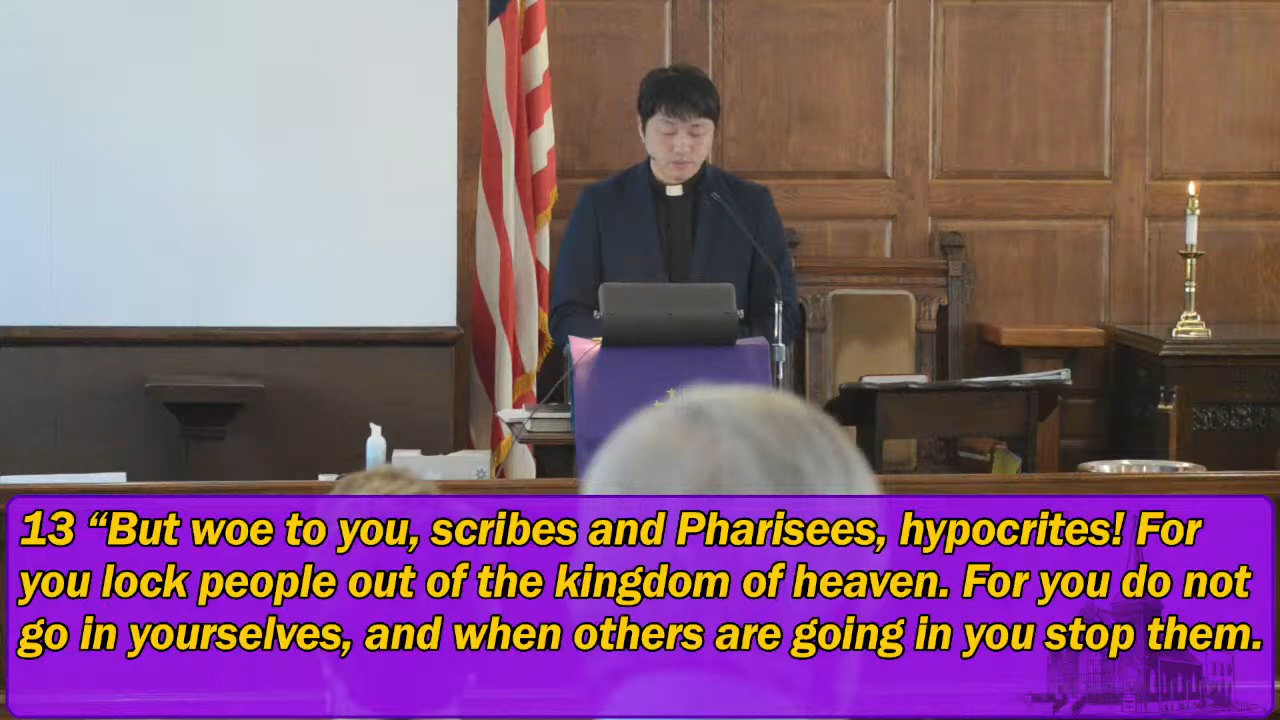 13 “But woe to you, scribes and Pharisees, hypocrites! For
you lock people out of the kingdom of heaven. For you do not
go in yourselves, and when others are going in you stop them.